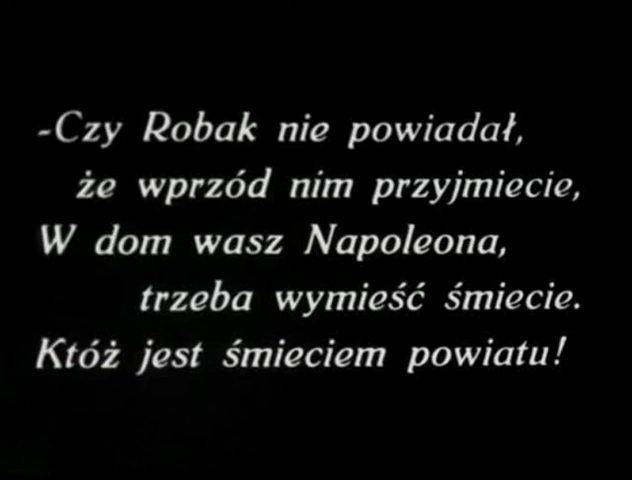 -Czy Robak nie powiadał,
że wprzód nim przyjmiecie,
W dom wasz Napoleona,
trzeba wymieść śmiecie.
Któż jest śmieciem powiatu!